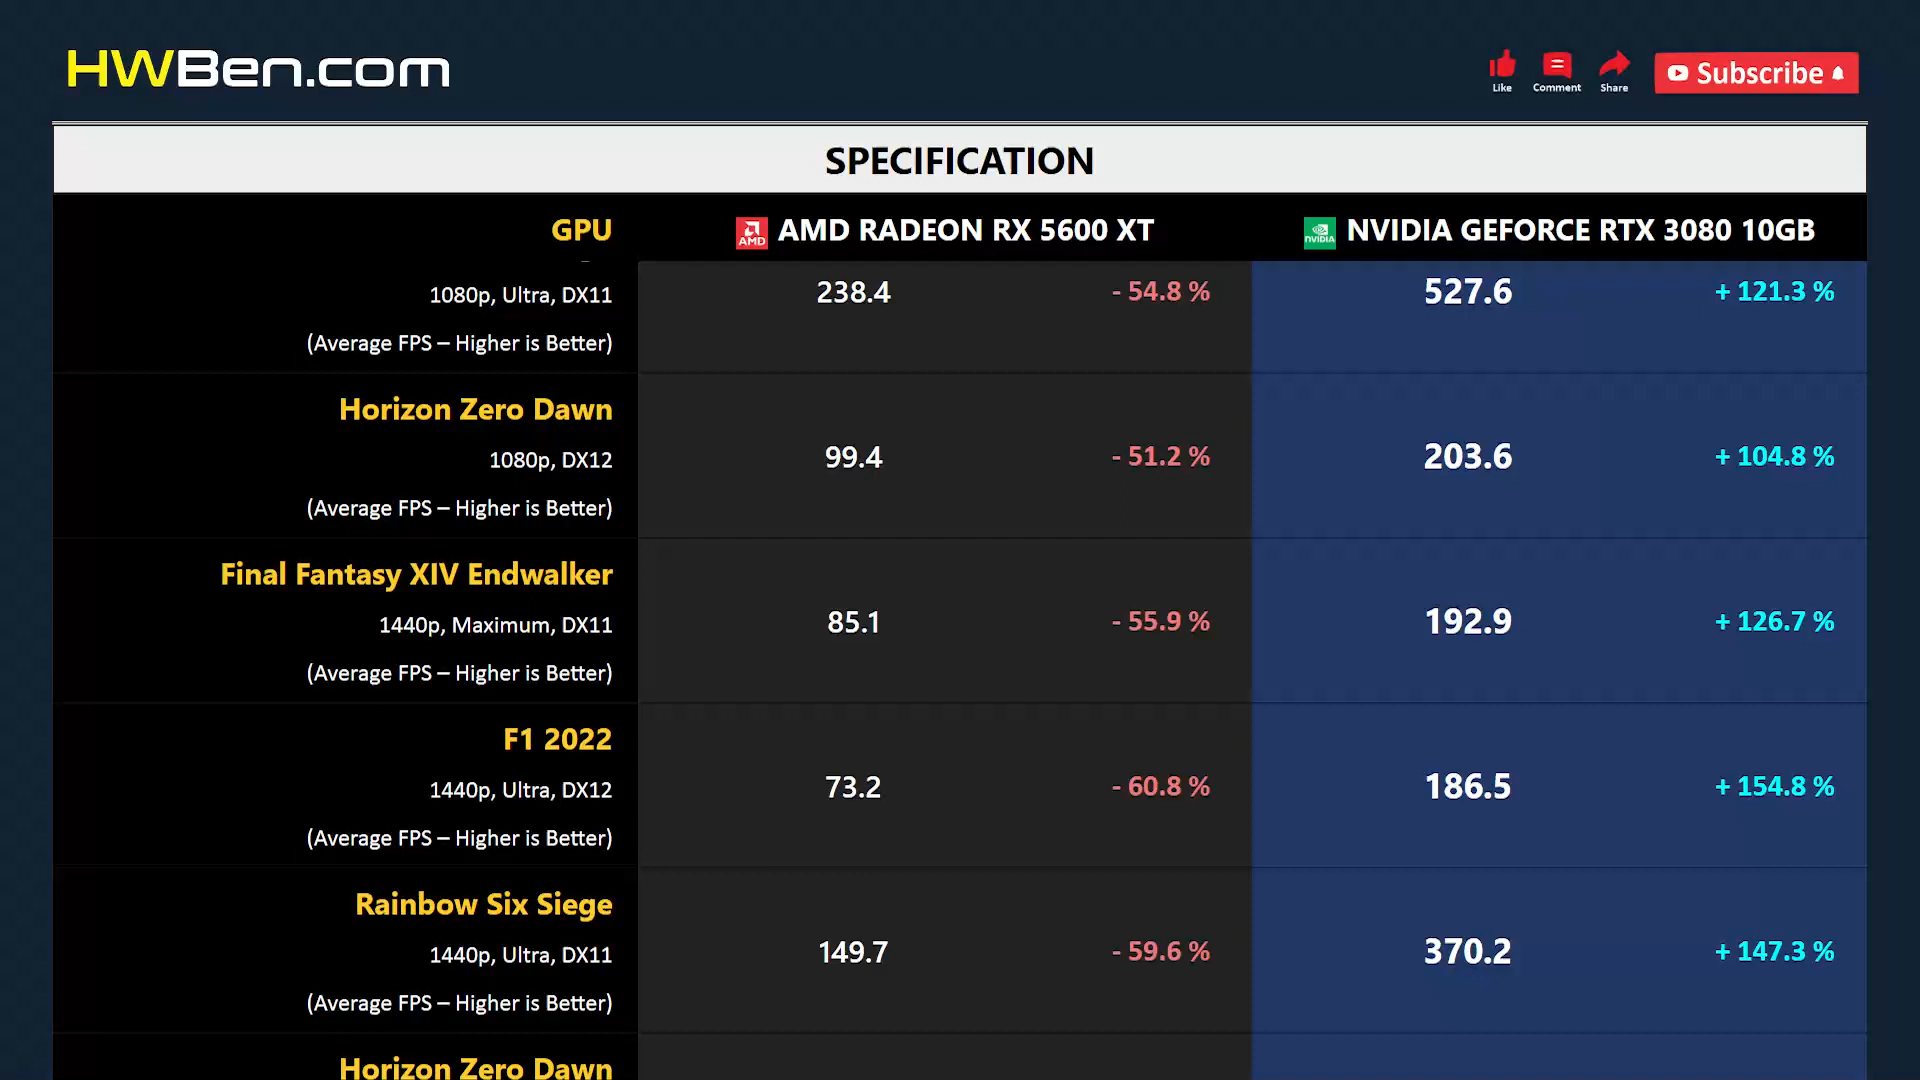 HWBen.com
Like
Comment
Share
Subscribe
SPECIFICATION
GPU
AMD
AMD RADEON RX 5600 XT
NVIDIA
NVIDIA GEFORCE RTX 3080 10GB
1080p, Ultra, DX11
(Average FPS – Higher is Better)
238.4
- 54.8 %
527.6
+ 121.3 %
Horizon Zero Dawn
1080p, DX12
(Average FPS – Higher is Better)
99.4
- 51.2 %
203.6
+ 104.8 %
Final Fantasy XIV Endwalker
1440p, Maximum, DX11
(Average FPS – Higher is Better)
85.1
- 55.9 %
192.9
+ 126.7 %
F1 2022
1440p, Ultra, DX12
(Average FPS – Higher is Better)
73.2
- 60.8 %
186.5
+ 154.8 %
Rainbow Six Siege
1440p, Ultra, DX11
(Average FPS – Higher is Better)
149.7
- 59.6 %
370.2
+ 147.3 %
Horizon Zero Dawn